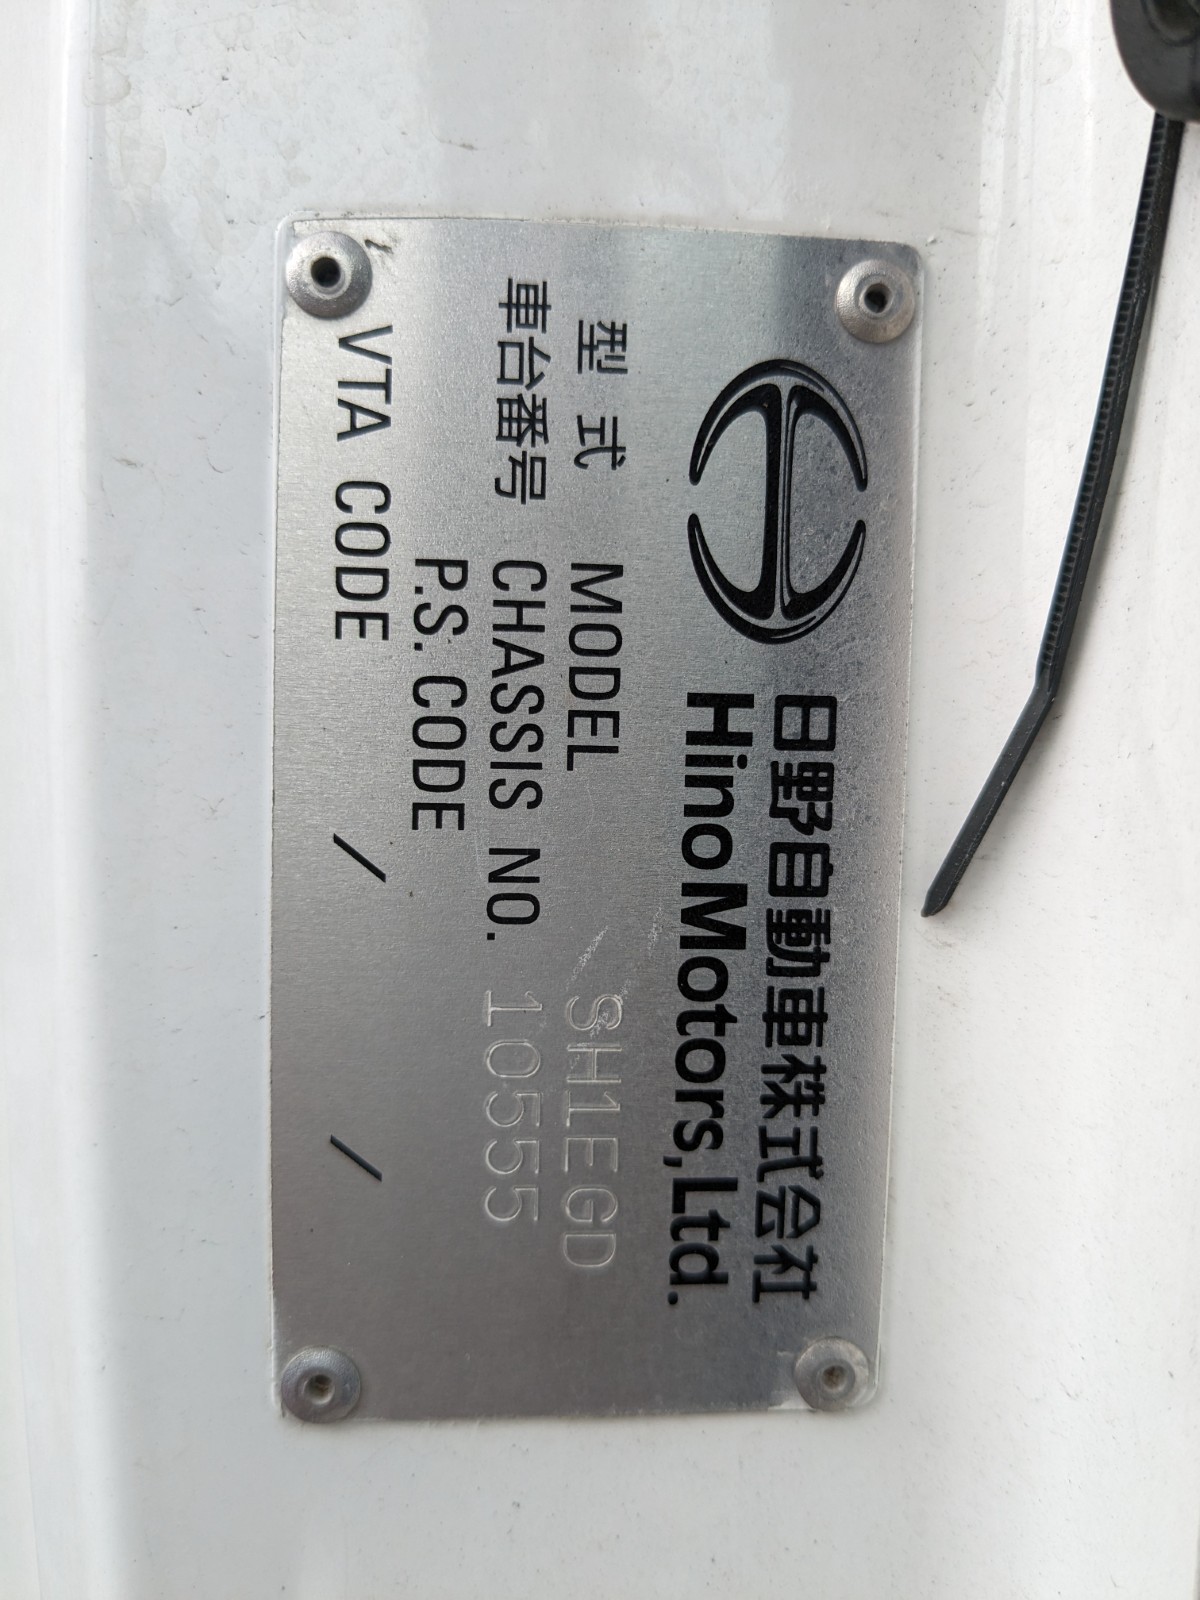 日野自動車株式会社
Hino Motors, Ltd.
型式 MODEL SH1EGD
車台番号 CHASSIS NO. 10555
P.S. CODE
VTA CODE / /